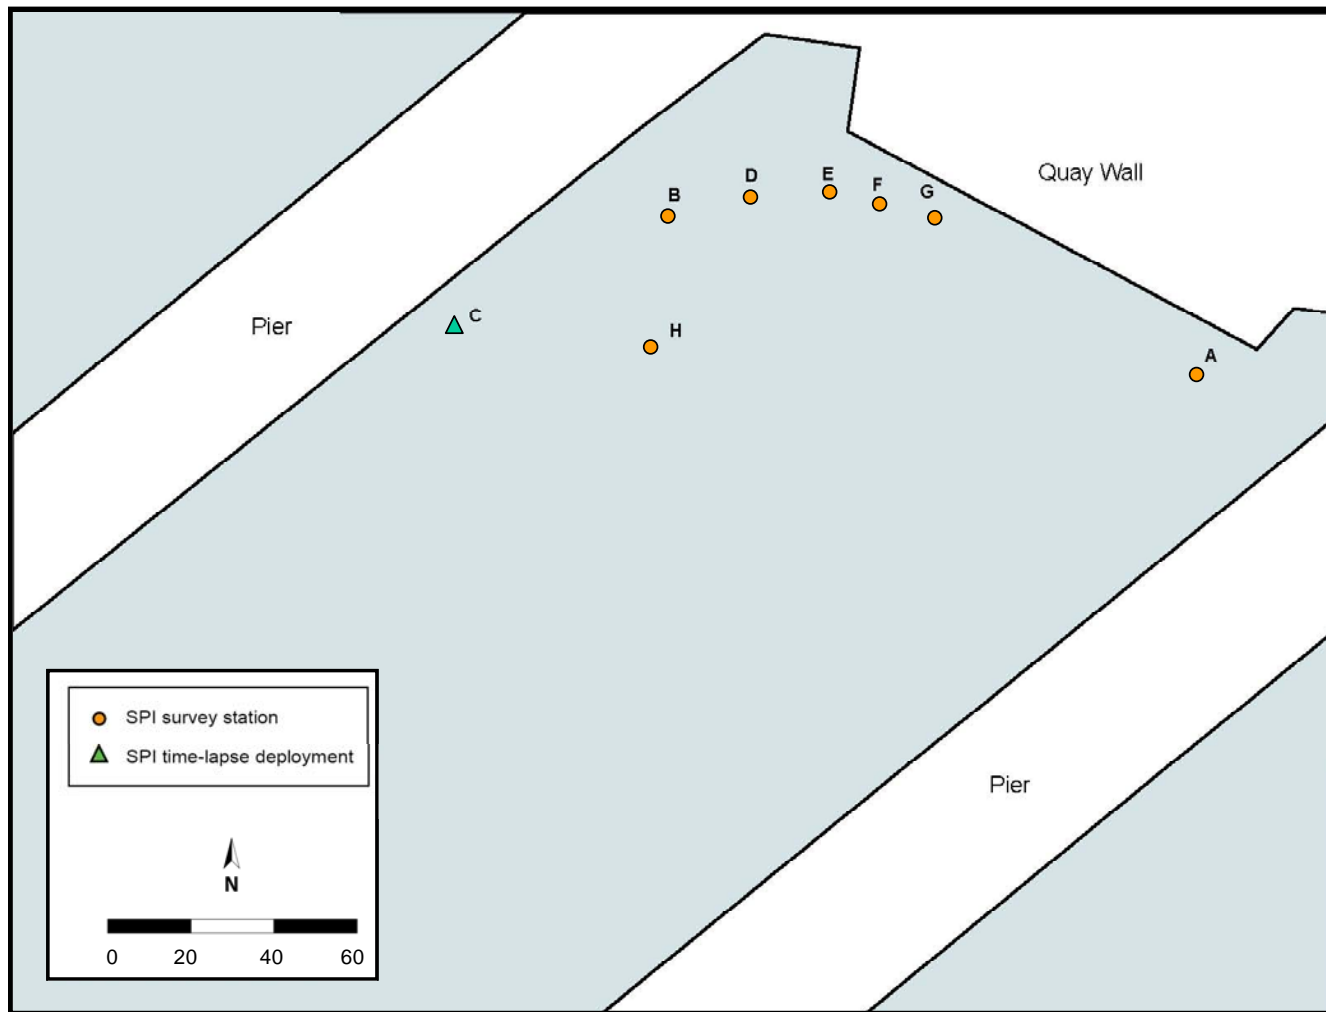 Quay Wall
E
D
F
B
G
Pier
C
H
A
SPI survey station
SPI time-lapse deployment
Pier
N
0 20 40 60